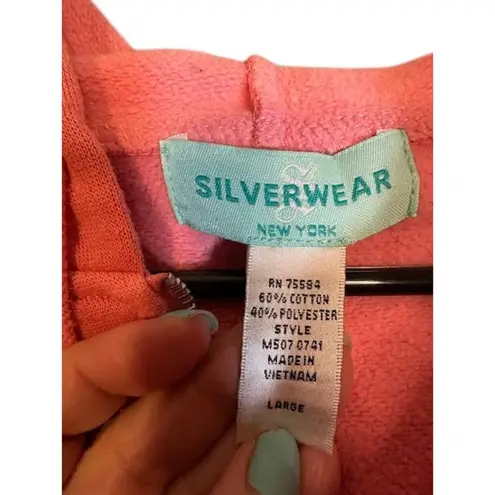 SILVERWEAR
NEW YORK
RN 75584
60% COTTON
40% POLYESTER
STYLE
M507 0741
MADE IN
VIETNAM
LARGE